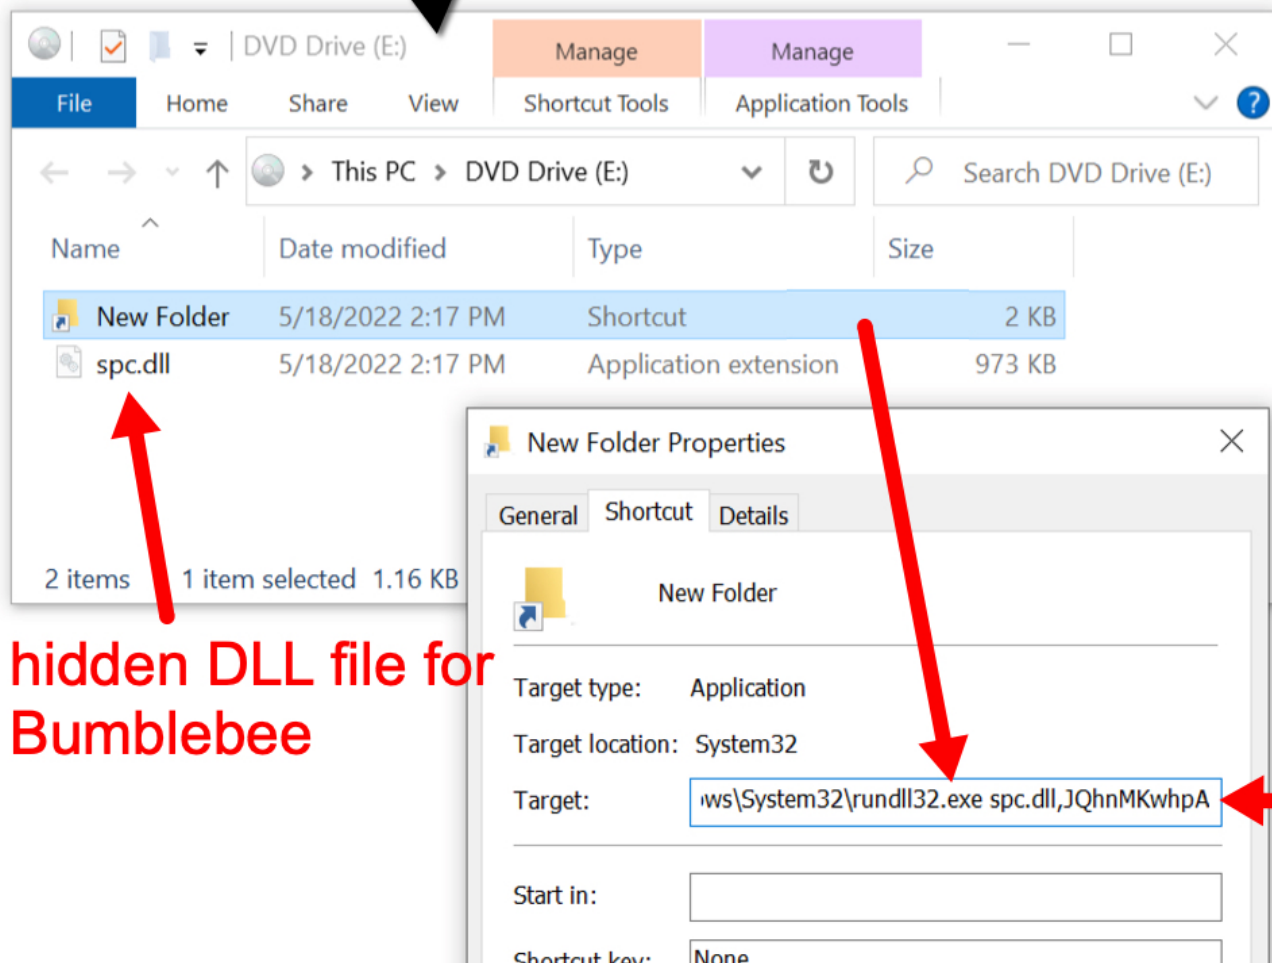 DVD Drive (E:)
Manage
Manage
File
Home
Share
View
Shortcut Tools
Application Tools
?
This PC
DVD Drive (E:)
Search DVD Drive (E:)
Name
Date modified
Type
Size
New Folder
5/18/2022 2:17 PM
Shortcut
2 KB
spc.dll
5/18/2022 2:17 PM
Application extension
973 KB
2 items
1 item selected
1.16 KB
hidden DLL file for
Bumblebee
New Folder Properties
General
Shortcut
Details
New Folder
Target type:
Application
Target location:
System32
Target:
ws\System32\rundll32.exe spc.dll,JQhnMKwhpA
Start in:
Shortcut key:
None